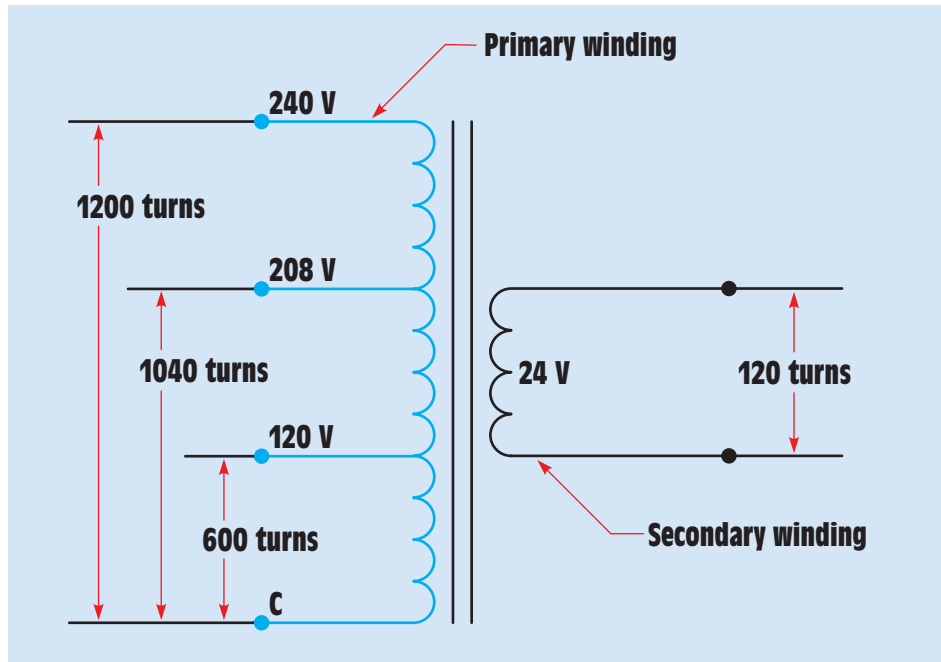 Primary winding
240 V
1200 turns
208 V
1040 turns
24 V
120 turns
120 V
600 turns
Secondary winding
C